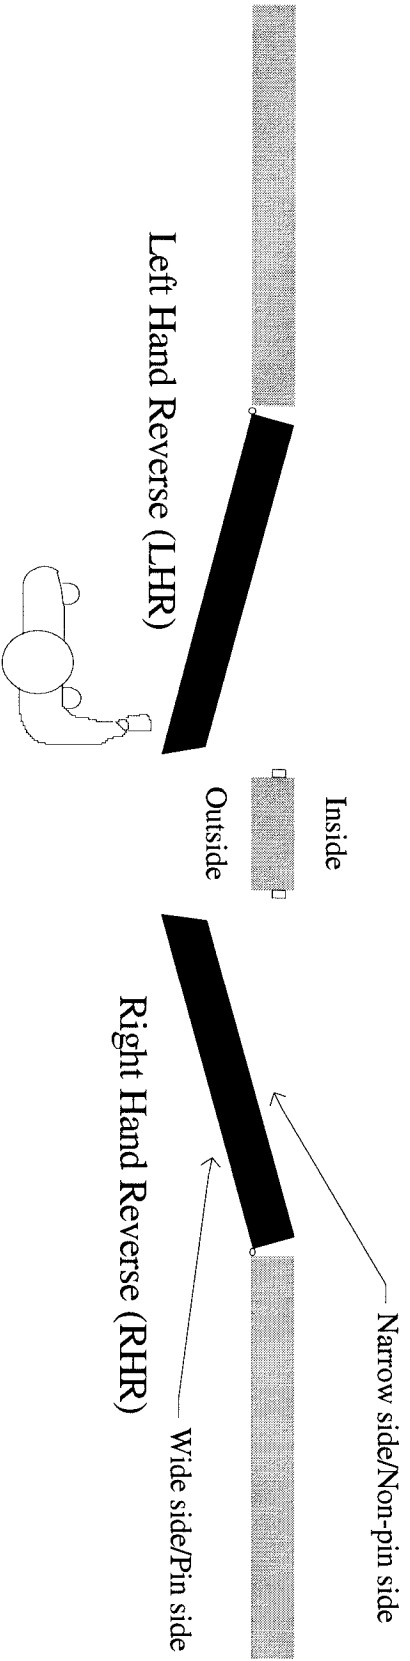 Inside
Narrow side/Non-pin side
Outside
Wide side/Pin side
Left Hand Reverse (LHR)
Right Hand Reverse (RHR)